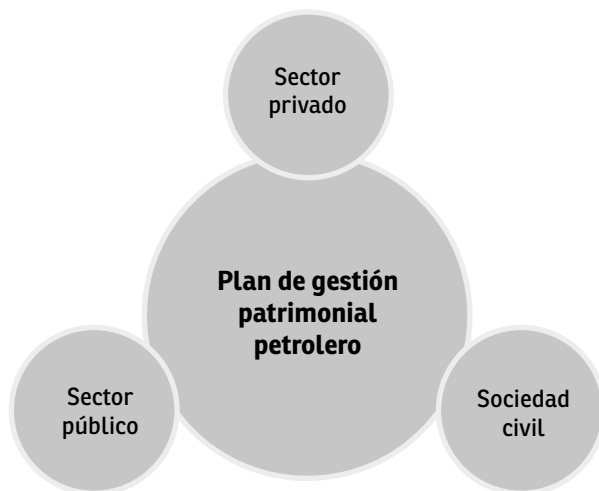 Sector
privado
Plan de gestión
patrimonial
petrolero
Sector
público
Sociedad
civil